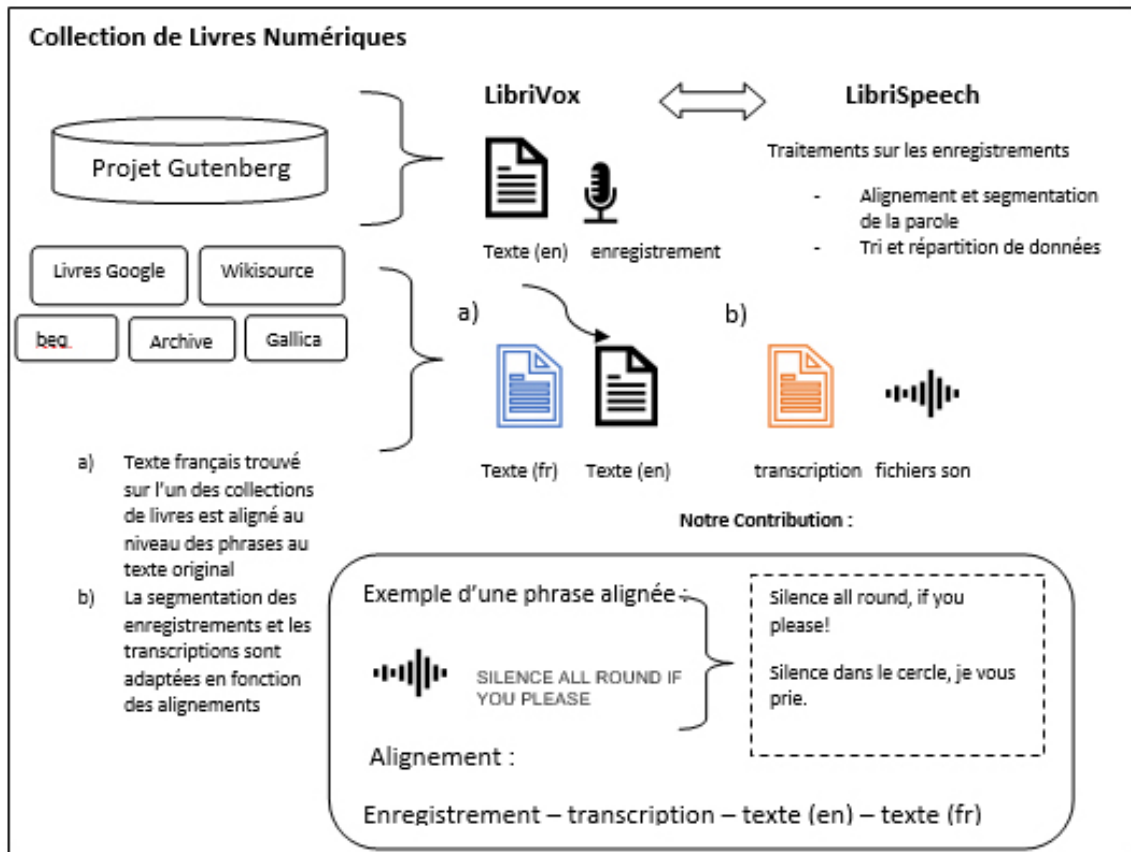 Collection de Livres Numériques
Projet Gutenberg
LibriVox
LibriSpeech
Texte (en)
enregistrement
Traitements sur les enregistrements
- Alignement et segmentation
de la parole
- Tri et répartition de données
Livres Google
Wikisource
beq
Archive
Gallica
a)
b)
Texte (fr)
Texte (en)
transcription
fichiers son
a) Texte français trouvé
sur l'un des collections
de livres est aligné au
niveau des phrases au
texte original
b) La segmentation des
enregistrements et les
transcriptions sont
adaptées en fonction
des alignements
Notre Contribution :
Exemple d'une phrase alignée :
SILENCE ALL ROUND IF
YOU PLEASE
Silence all round, if you
please!
Silence dans le cercle, je vous
prie.
Alignement :
Enregistrement – transcription – texte (en) – texte (fr)